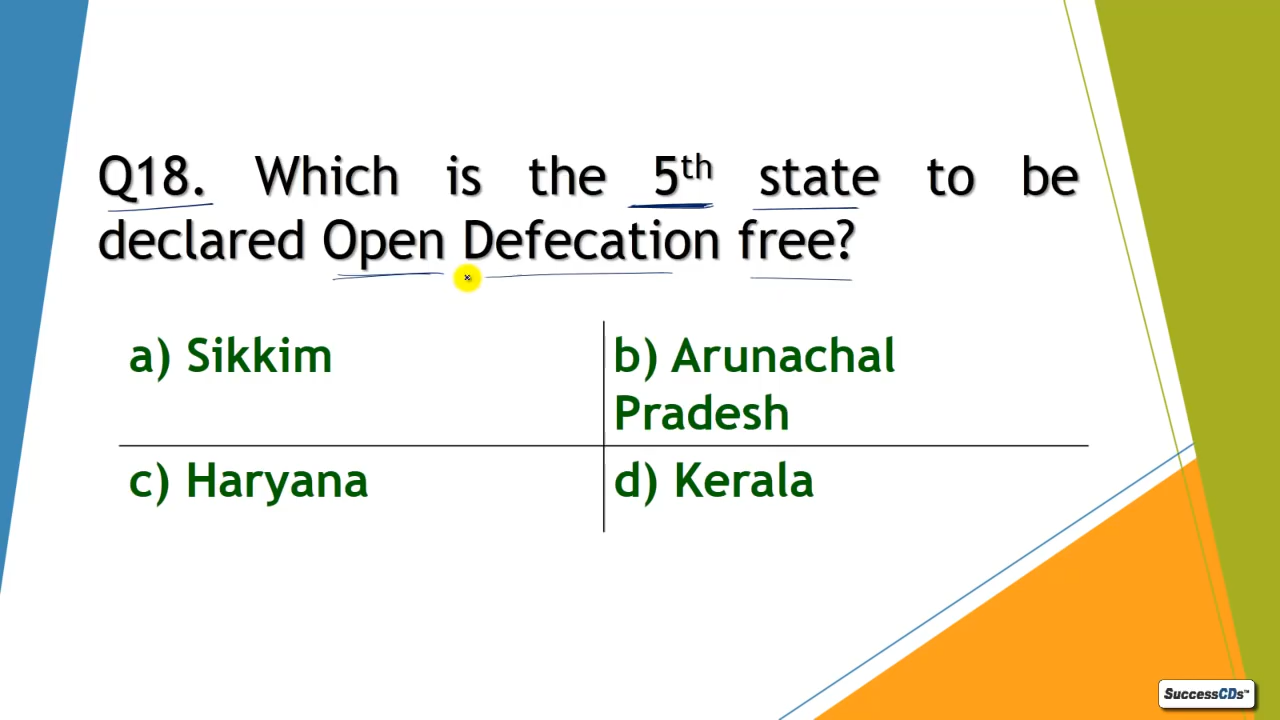 Q18. Which is the 5th state to be
declared Open Defecation free?
a) Sikkim
b) Arunachal
Pradesh
c) Haryana
d) Kerala
SuccessCDs™